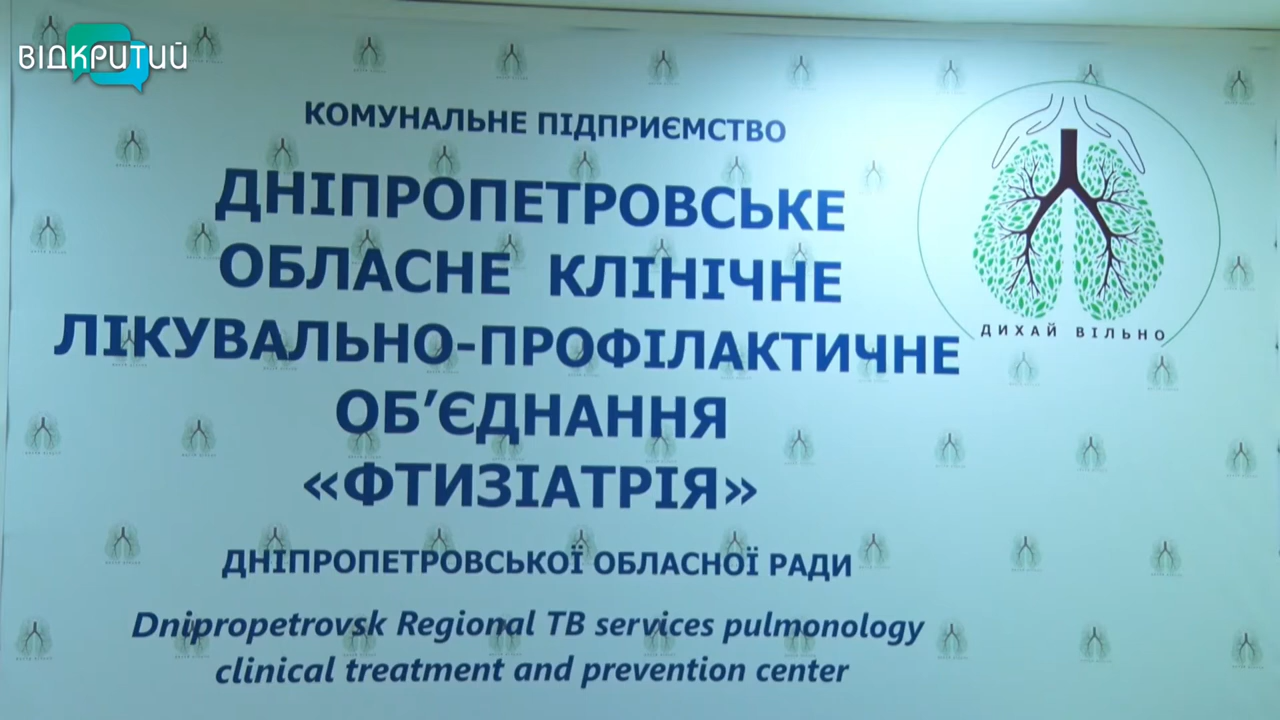 ВІДКРИТИЙ
КОМУНАЛЬНЕ ПІДПРИЄМСТВО
ДНІПРОПЕТРОВСЬКЕ
ОБЛАСНЕ КЛІНІЧНЕ
ЛІКУВАЛЬНО-ПРОФІЛАКТИЧНЕ
ОБ’ЄДНАННЯ
«ФТИЗІАТРІЯ»
ДНІПРОПЕТРОВСЬКОЇ ОБЛАСНОЇ РАДИ
Dnipropetrovsk Regional TB services pulmonology
clinical treatment and prevention center
ДИХАЙ ВІЛЬНО